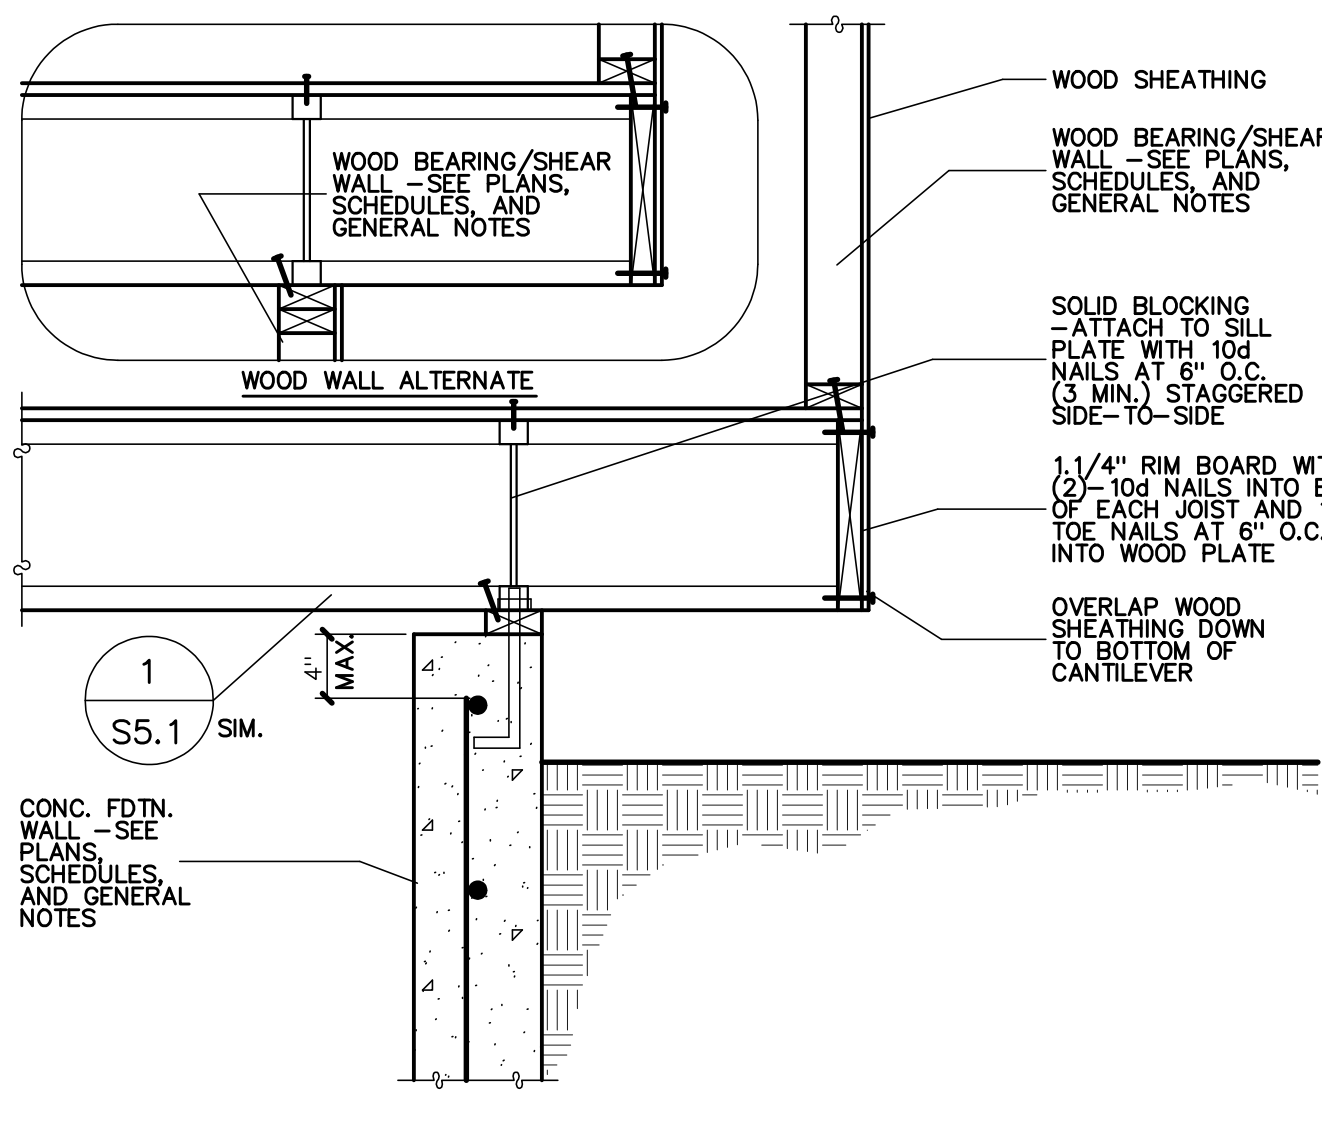 WOOD BEARING/SHEAR
WALL -SEE PLANS,
SCHEDULES, AND
GENERAL NOTES
WOOD WALL ALTERNATE
WOOD SHEATHING
WOOD BEARING/SHEAR
WALL -SEE PLANS,
SCHEDULES, AND
GENERAL NOTES
SOLID BLOCKING
-ATTACH TO SILL
PLATE WITH 10d
NAILS AT 6" O.C.
(3 MIN.) STAGGERED
SIDE-TO-SIDE
1.1/4" RIM BOARD
(2)-10d NAILS INTO
OF EACH JOIST AND
TOE NAILS AT 6" O.C.
INTO WOOD PLATE
OVERLAP WOOD
SHEATHING DOWN
TO BOTTOM OF
CANTILEVER
4"
MAX.
1
S5.1
SIM.
CONC. FDTN.
WALL -SEE
PLANS,
SCHEDULES,
AND GENERAL
NOTES